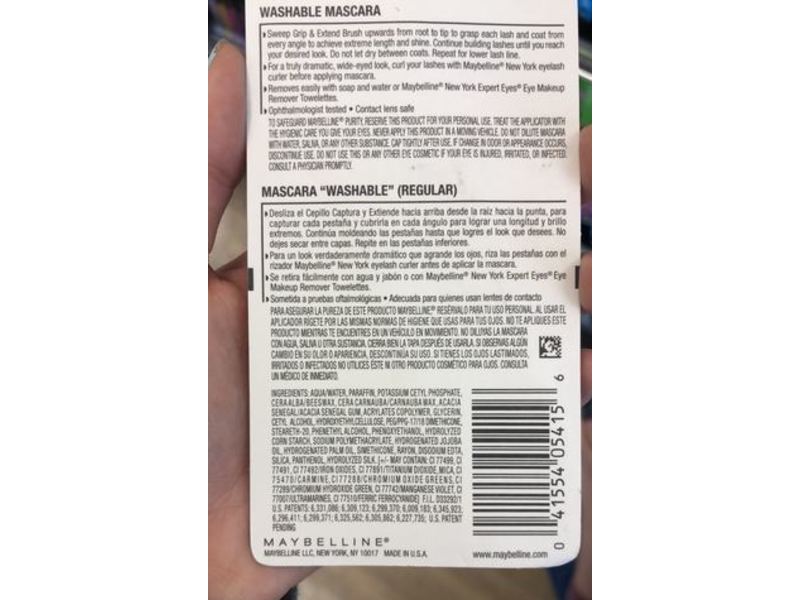 WASHABLE MASCARA
Sweep Grip & Extend Brush upwards from root to tip to grasp each lash and coat from
every angle to achieve extreme length and shine. Continue building lashes until you reach
your desired look. Do not let dry between coats. Repeat for lower lash line.
For a truly dramatic, wide-eyed look, curl your lashes with Maybelline® New York eyelash
curler before applying mascara.
Removes easily with soap and water or Maybelline® New York Expert Eyes® Eye Makeup
Remover Towelettes.
Ophthalmologist tested • Contact lens safe
TO SAFEGUARD MAYBELLINE® PURITY, RESERVE THIS PRODUCT FOR YOUR PERSONAL USE. TREAT THE APPLICATOR WITH
THE HYGIENIC CARE YOU GIVE YOUR EYES. NEVER APPLY THIS PRODUCT IN A MOVING VEHICLE. DO NOT DILUTE MASCARA
WITH WATER, SALIVA, OR ANY OTHER SUBSTANCE. CAP TIGHTLY AFTER USE. IF CHANGE IN ODOR OR APPEARANCE OCCURS,
DISCONTINUE USE. DO NOT USE THIS OR ANY OTHER EYE COSMETIC IF YOUR EYE IS INJURED, IRRITATED, OR INFECTED.
CONSULT A PHYSICIAN PROMPTLY.
MASCARA "WASHABLE" (REGULAR)
Desliza el Cepillo Captura y Extiende hacia arriba desde la raíz hacia la punta, para
capturar cada pestaña y cubrirla en cada ángulo para lograr una longitud y brillo
extremos. Continúa moldeando las pestañas hasta que logres el look que desees. No
dejes secar entre capas. Repite en las pestañas inferiores.
Para un look verdaderamente dramático que agrande los ojos, riza las pestañas con el
rizador Maybelline® New York eyelash curler antes de aplicar la mascara.
Se retira fácilmente con agua y jabón o con Maybelline® New York Expert Eyes® Eye
Makeup Remover Towelettes.
Sometida a pruebas oftalmológicas • Adecuada para quienes usan lentes de contacto
PARA ASEGURAR LA PUREZA DE ESTE PRODUCTO MAYBELLINE® RESÉRVALO PARA TU USO PERSONAL. AL USAR EL
APLICADOR RÍGETE POR LAS MISMAS NORMAS DE HIGIENE QUE USAS PARA TUS OJOS. NO TE APLIQUES ESTE
PRODUCTO MIENTRAS TE ENCUENTRES EN UN VEHÍCULO EN MOVIMIENTO. NO DILUYAS LA MASCARA
CON AGUA, SALIVA U OTRA SUSTANCIA. CIERRA BIEN LA TAPA DESPUÉS DE USARLA. SI OBSERVAS ALGÚN
CAMBIO EN SU OLOR O APARIENCIA, DESCONTINÚA SU USO. SI TIENES LOS OJOS LASTIMADOS,
IRRITADOS O INFECTADOS NO UTILICES ESTE NI OTRO PRODUCTO COSMÉTICO PARA OJOS. CONSULTA
UN MÉDICO DE INMEDIATO.
INGREDIENTS: AQUA/WATER, PARAFFIN, POTASSIUM CETYL PHOSPHATE,
CERA ALBA/BEESWAX, CERA CARNAUBA/CARNAUBA WAX, ACACIA
SENEGAL/ACACIA SENEGAL GUM, ACRYLATES COPOLYMER, GLYCERIN,
CETYL ALCOHOL, HYDROXYETHYLCELLULOSE, PEG/PPG-17/18 DIMETHICONE,
STEARETH-20, PHENETHYL ALCOHOL, PHENOXYETHANOL, HYDROLYZED
CORN STARCH, SODIUM POLYMETHACRYLATE, HYDROGENATED JOJOBA
OIL, HYDROGENATED PALM OIL, SIMETHICONE, RAYON, DISODIUM EDTA,
SILICA, PANTHENOL, HYDROLYZED SILK. [+/- MAY CONTAIN: CI 77499, CI
77491, CI 77492/IRON OXIDES, CI 77891/TITANIUM DIOXIDE, MICA, CI
75470/CARMINE, CI77288/CHROMIUM OXIDE GREENS, CI
77289/CHROMIUM HYDROXIDE GREEN, CI 77742/MANGANESE VIOLET, CI
77007/ULTRAMARINES, CI 77510/FERRIC FERROCYANIDE] F.I.L. D33292/1
U.S. PATENTS: 6,331,086; 6,309,123; 6,299,370; 6,009,183; 6,345,923;
6,296,411; 6,299,371; 6,325,562; 6,305,862; 6,227,735; U.S. PATENT
PENDING
0 41554 05415 6
MAYBELLINE®
MAYBELLINE LLC, NEW YORK, NY 10017 MADE IN U.S.A.
www.maybelline.com